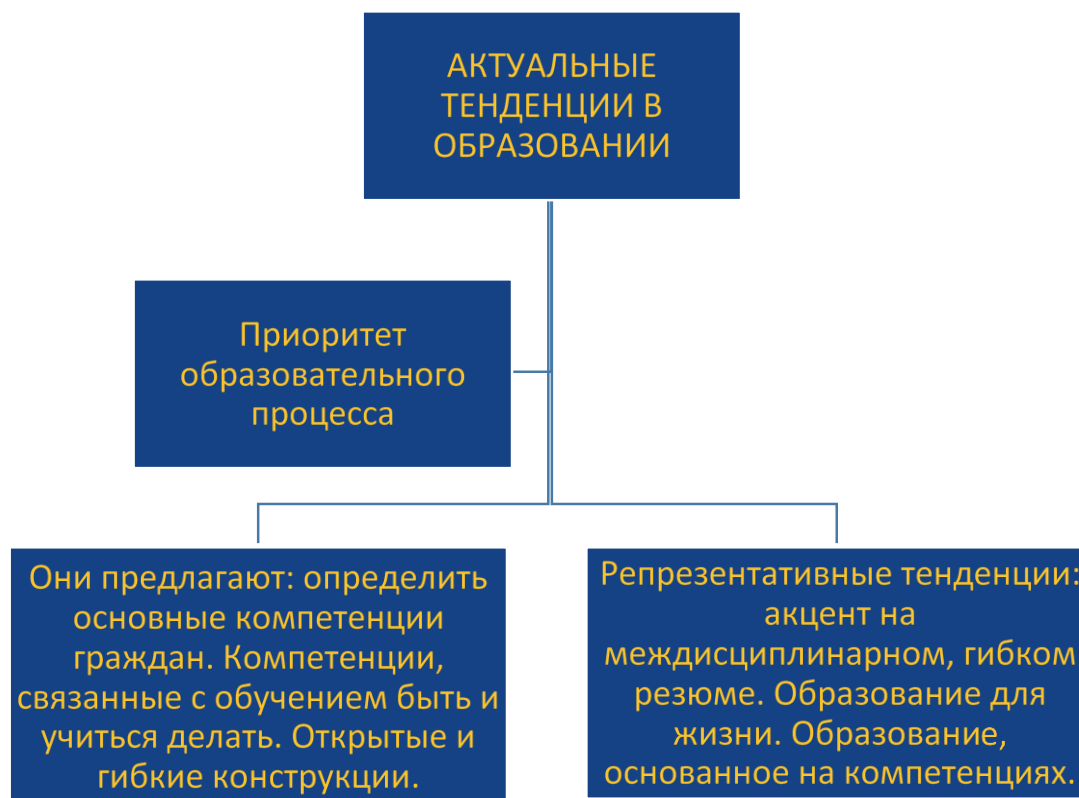 АКТУАЛЬНЫЕ
ТЕНДЕНЦИИ В
ОБРАЗОВАНИИ
Приоритет
образовательного
процесса
Они предлагают: определить
основные компетенции
граждан. Компетенции,
связанные с обучением быть и
учиться делать. Открытые и
гибкие конструкции.
Репрезентативные тенденции:
акцент на
междисциплинарном, гибком
резюме. Образование для
жизни. Образование,
основанное на компетенциях.